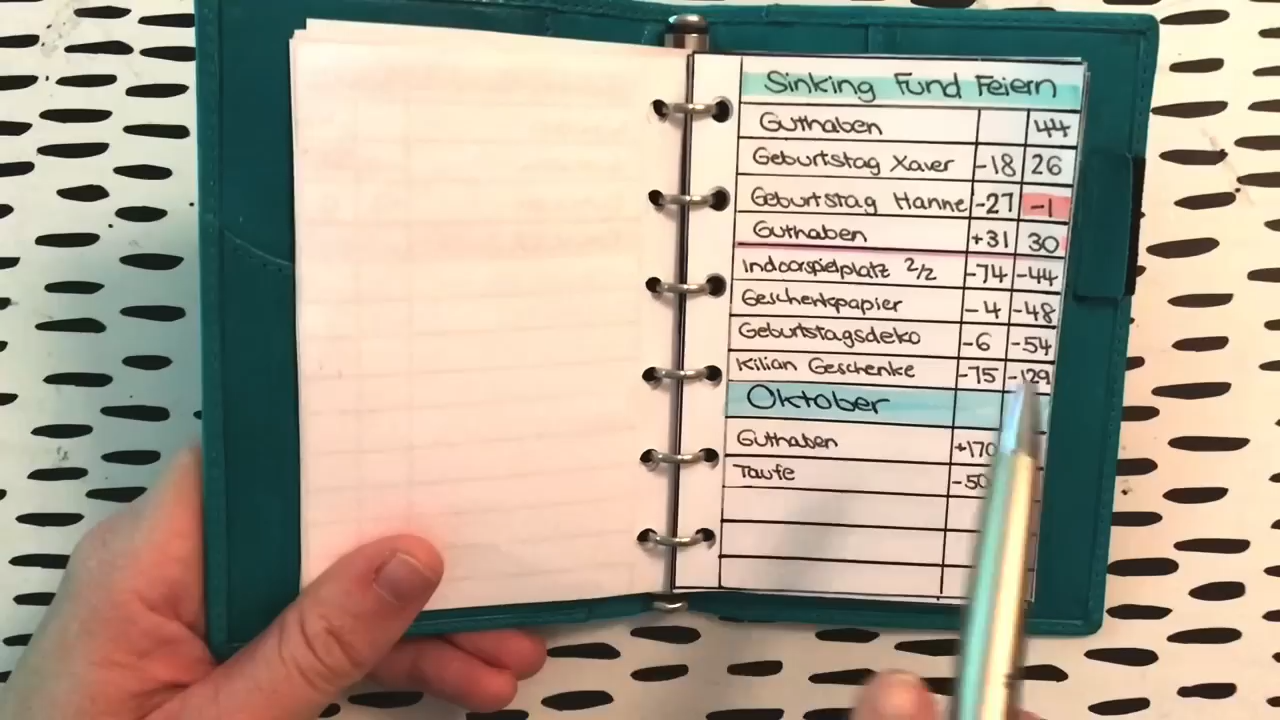 Sinking Fund Feiern
Guthaben 44
Geburtstag Xaver -18 26
Geburtstag Hanne -27 -1
Guthaben +31 30
Indoorspielplatz 2/2 -74 -44
Geschenkpapier -4 -48
Geburtstagsdeko -6 -54
Kilian Geschenke -75 -129
Oktober
Guthaben +170
Taufe -50